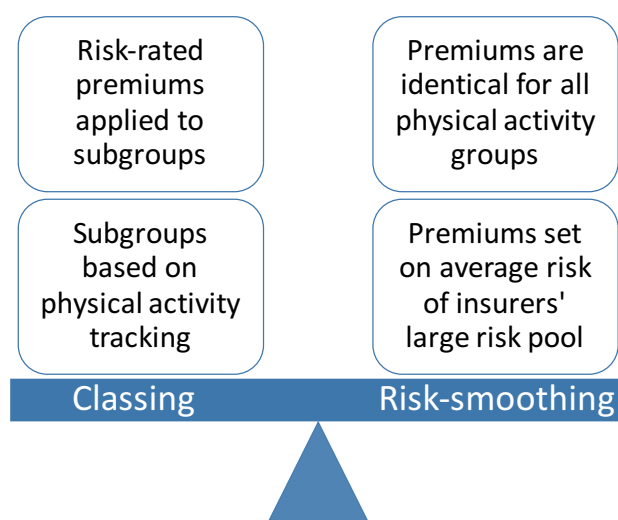 Risk-rated
premiums
applied to
subgroups
Premiums are
identical for all
physical activity
groups
Subgroups
based on
physical activity
tracking
Premiums set
on average risk
of insurers'
large risk pool
Classing
Risk-smoothing